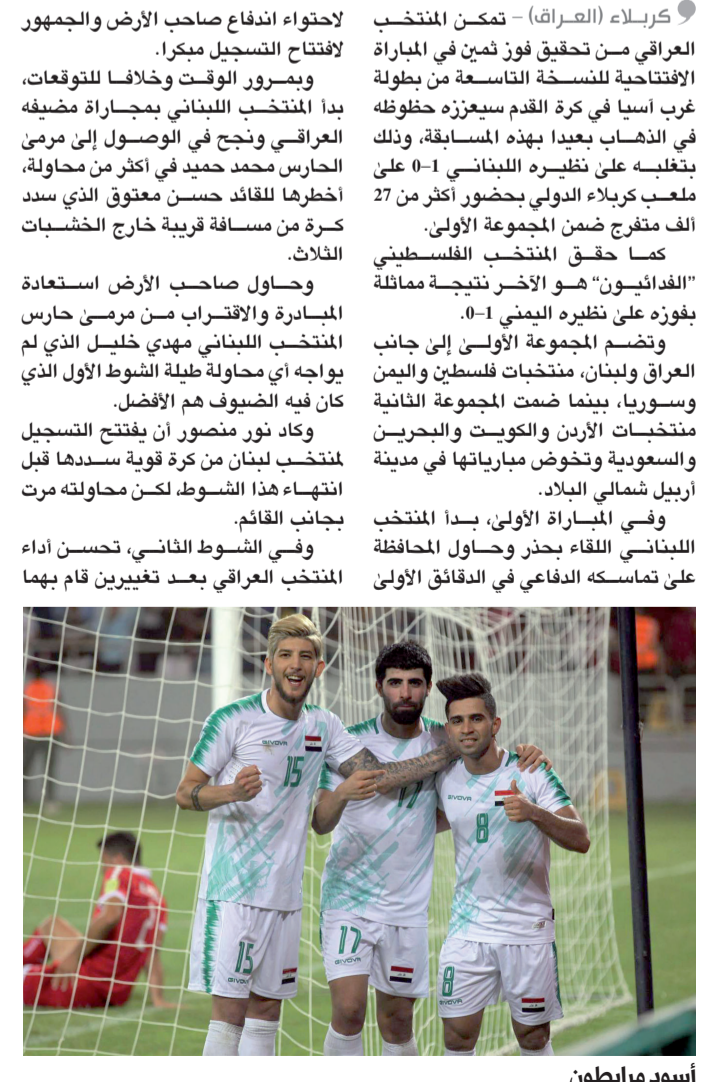 كربلاء (العراق) – تمكن المنتخب
العراقي من تحقيق فوز ثمين في المباراة
الافتتاحية للنسخة التاسعة من بطولة
غرب آسيا في كرة القدم سيعززه حظوظه
في الذهاب بعيدا بهذه المسابقة، وذلك
بتغلبه على نظيره اللبناني 1–0 على
ملعب كربلاء الدولي بحضور أكثر من 27
ألف متفرج ضمن المجموعة الأولى.
كما حقق المنتخب الفلسطيني
”الفدائيون“ هو الآخر نتيجة مماثلة
بفوزه على نظيره اليمني 1–0.
وتضم المجموعة الأولى إلى جانب
العراق ولبنان، منتخبات فلسطين واليمن
وسوريا، بينما ضمت المجموعة الثانية
منتخبات الأردن والكويت والبحرين
والسعودية وتخوض مبارياتها في مدينة
أربيل شمالي البلاد.
وفي المباراة الأولى، بدأ المنتخب
اللبناني اللقاء بحذر وحاول المحافظة
على تماسكه الدفاعي في الدقائق الأولى
لاحتواء اندفاع صاحب الأرض والجمهور
لافتتاح التسجيل مبكرا.
وبمرور الوقت وخلافا للتوقعات،
بدأ المنتخب اللبناني بمجاراة مضيفه
العراقي ونجح في الوصول إلى مرمى
الحارس محمد حميد في أكثر من محاولة،
أخطرها للقائد حسن معتوق الذي سدد
كرة من مسافة قريبة خارج الخشبات
الثلاث.
وحاول صاحب الأرض استعادة
المبادرة والاقتراب من مرمى حارس
المنتخب اللبناني مهدي خليل الذي لم
يواجه أي محاولة طيلة الشوط الأول الذي
كان فيه الضيوف هم الأفضل.
وكاد نور منصور أن يفتتح التسجيل
لمنتخب لبنان من كرة قوية سددها قبل
انتهاء هذا الشوط، لكن محاولته مرت
بجانب القائم.
وفي الشوط الثاني، تحسن أداء
المنتخب العراقي بعد تغييرين قام بهما
GIVOVA
15
15
GIVOVA
17
17
GIVOVA
GIVOVA
8
8
GIVOVA
أسود مرابطون